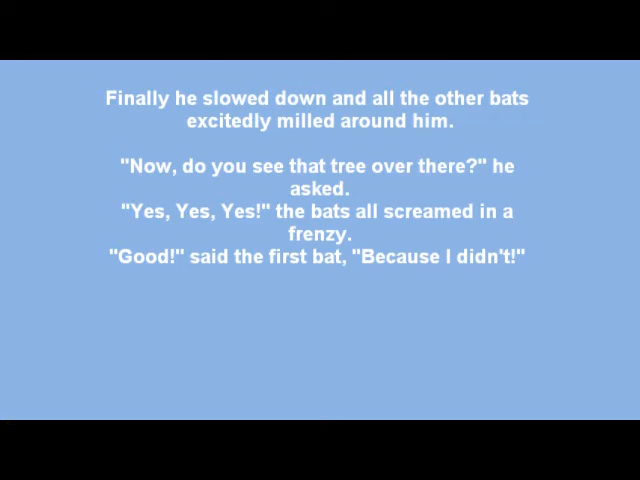 Finally he slowed down and all the other bats
excitedly milled around him.
"Now, do you see that tree over there?" he
asked.
"Yes, Yes, Yes!" the bats all screamed in a
frenzy.
"Good!" said the first bat, "Because I didn't!"